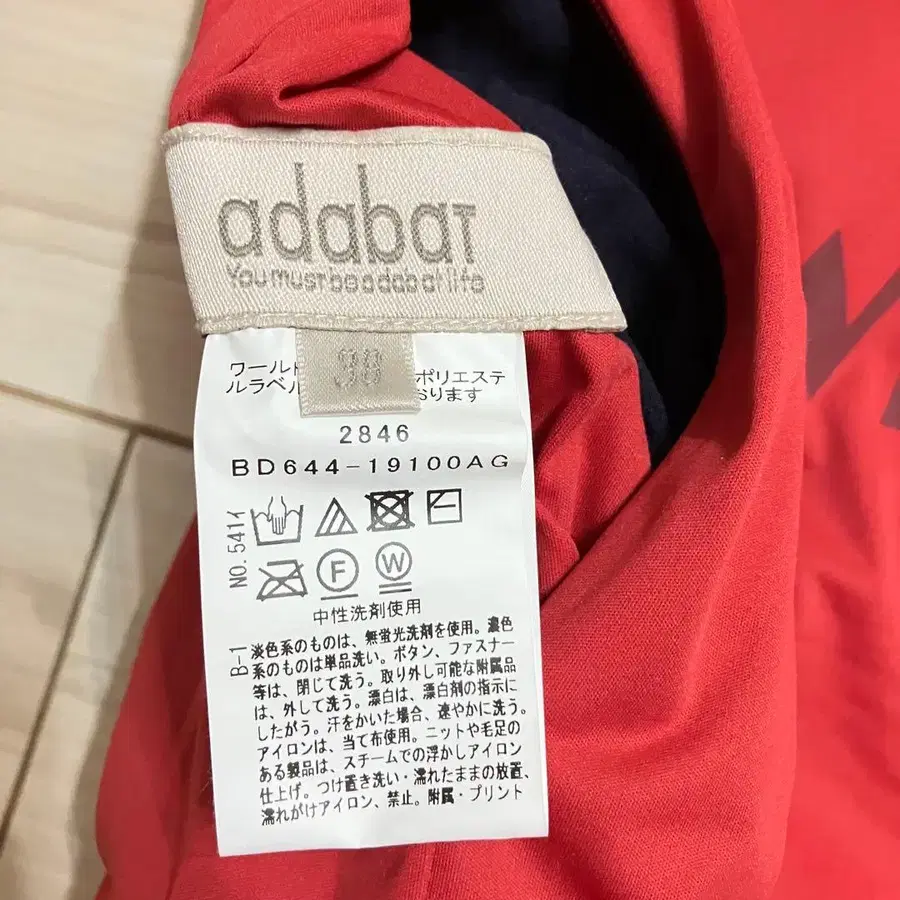 adabat
You must be adabat life
38
ワールド
ポリエステ
ルラベル
おります
2846
BD644-19100AG
NO.541イ
F
W
中性洗剤使用
B-1
淡色系のものは、無蛍光洗剤を使用。濃色
系のものは単品洗い。ボタン、ファスナー
等は、閉じて洗う。取り外し可能な附属品
は、外して洗う。漂白は、漂白剤の指示に
したがう。汗をかいた場合、速やかに洗う。
アイロンは、当て布使用。ニットや毛足の
ある製品は、スチームでの浮かしアイロン
仕上げ。つけ置き洗い・濡れたままの放置、
濡れがけアイロン、禁止。附属・プリント